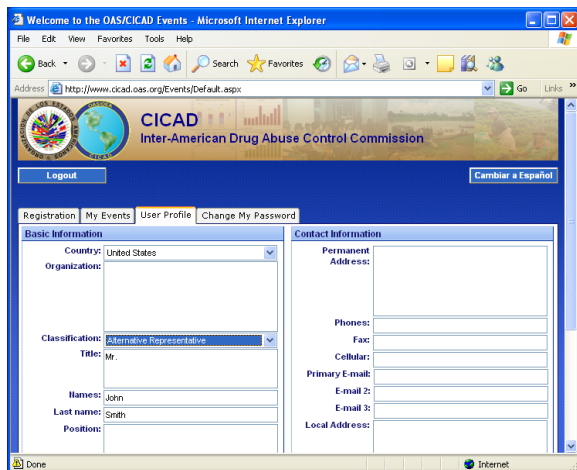 Welcome to the OAS/CICAD Events - Microsoft Internet Explorer
File Edit View Favorites Tools Help
Back Search Favorites
Address http://www.cicad.oas.org/Events/Default.aspx Go Links »
CICAD
Inter-American Drug Abuse Control Commission
Logout Cambiar a Español
Registration My Events User Profile Change My Password
Basic Information
Country: United States
Organization:
Classification: Alternative Representative
Title: Mr.
Names: John
Last name: Smith
Position:
Contact Information
Permanent
Address:
Phones:
Fax:
Cellular:
Primary E-mail:
E-mail 2:
E-mail 3:
Local Address:
Done Internet